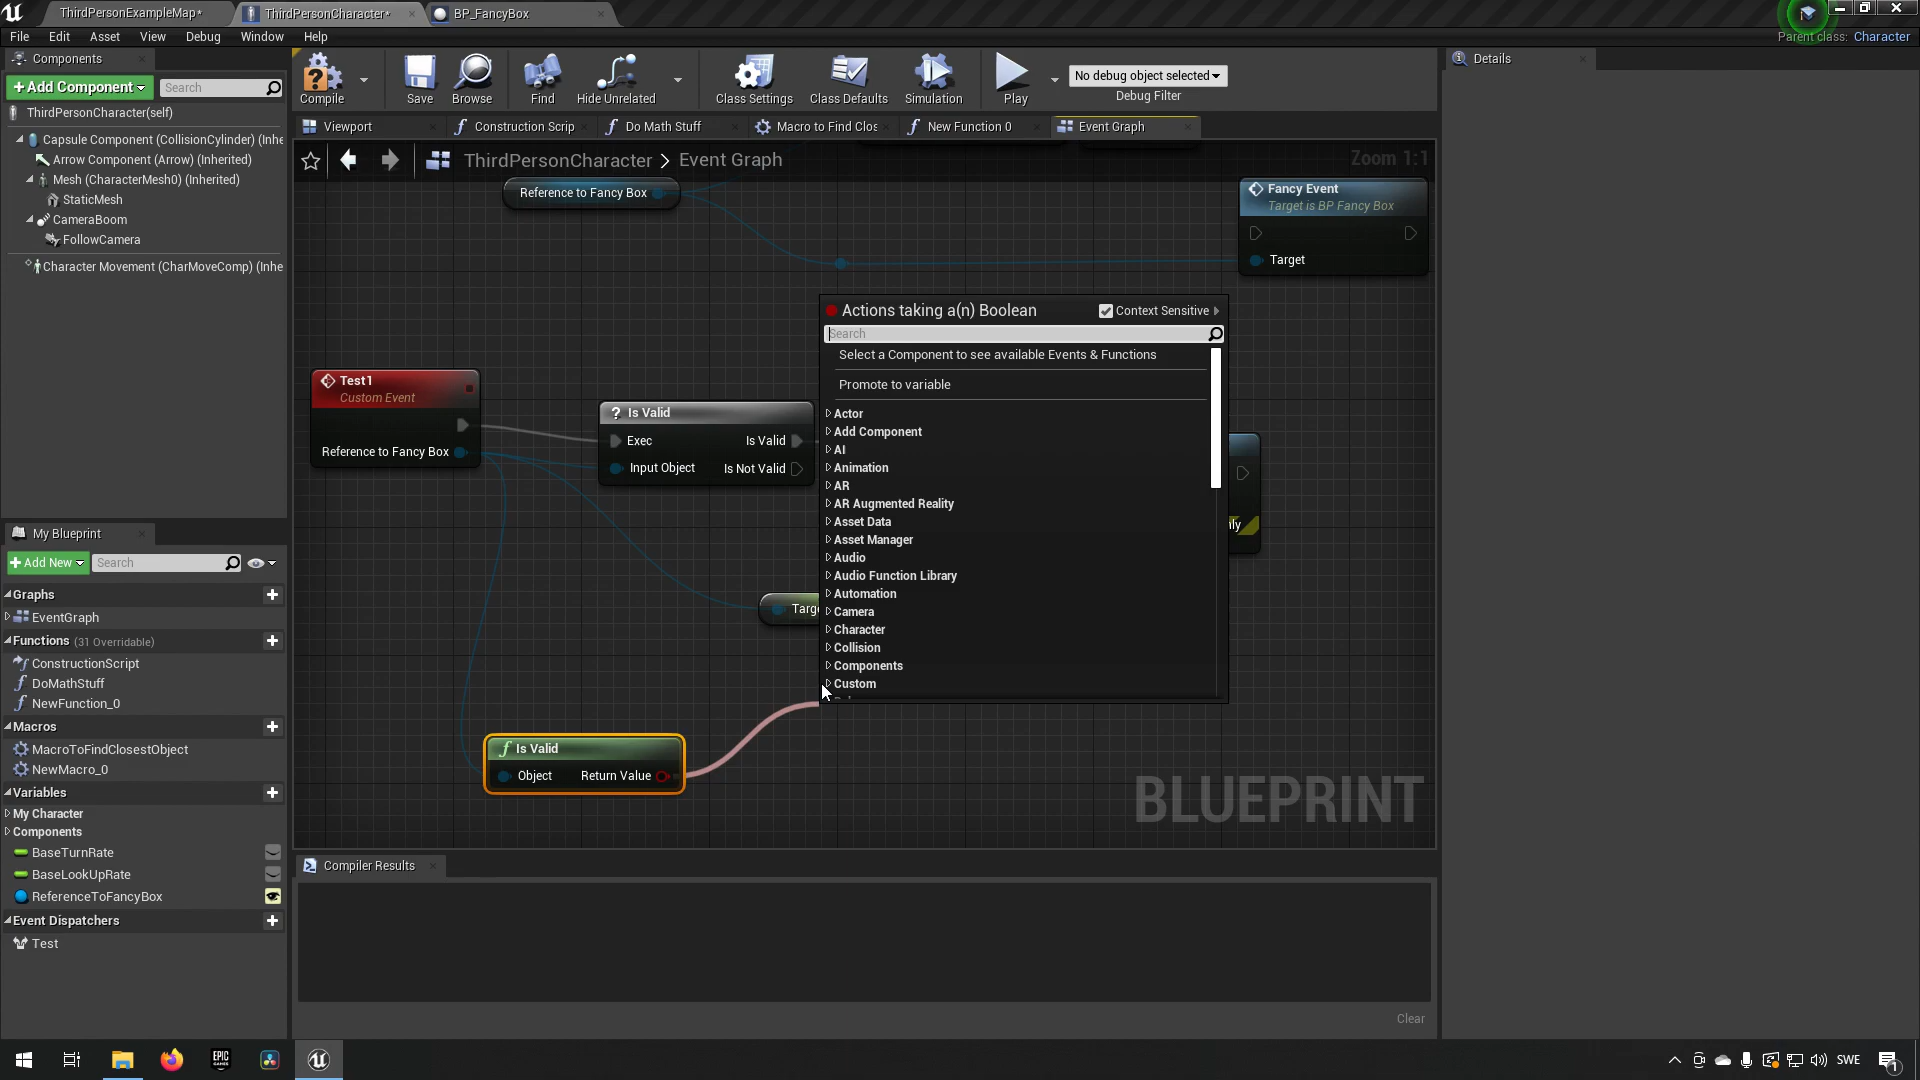 ThirdPersonExampleMap*
ThirdPersonCharacter*
BP_FancyBox
File Edit Asset View Debug Window Help
Parent class: Character
Components
+Add Component
Search
ThirdPersonCharacter(self)
Capsule Component (CollisionCylinder) (Inhe
Arrow Component (Arrow) (Inherited)
Mesh (CharacterMesh0) (Inherited)
StaticMesh
CameraBoom
FollowCamera
Character Movement (CharMoveComp) (Inhe
Compile
Save
Browse
Find
Hide Unrelated
Class Settings
Class Defaults
Simulation
Play
No debug object selected
Debug Filter
Details
Viewport
Construction Scrip
Do Math Stuff
Macro to Find Clos
New Function 0
Event Graph
ThirdPersonCharacter > Event Graph
Zoom 1:1
Reference to Fancy Box
Fancy Event
Target is BP Fancy Box
Target
Test1
Custom Event
Reference to Fancy Box
? Is Valid
Exec Is Valid
Input Object Is Not Valid
Targe
f Is Valid
Object Return Value
Actions taking a(n) Boolean
Context Sensitive
Search
Select a Component to see available Events & Functions
Promote to variable
Actor
Add Component
AI
Animation
AR
AR Augmented Reality
Asset Data
Asset Manager
Audio
Audio Function Library
Automation
Camera
Character
Collision
Components
Custom
BLUEPRINT
My Blueprint
+Add New
Search
Graphs
EventGraph
Functions (31 Overridable)
ConstructionScript
DoMathStuff
NewFunction_0
Macros
MacroToFindClosestObject
NewMacro_0
Variables
My Character
Components
BaseTurnRate
BaseLookUpRate
ReferenceToFancyBox
Event Dispatchers
Test
Compiler Results
Clear
EPIC
GAMES
SWE
1